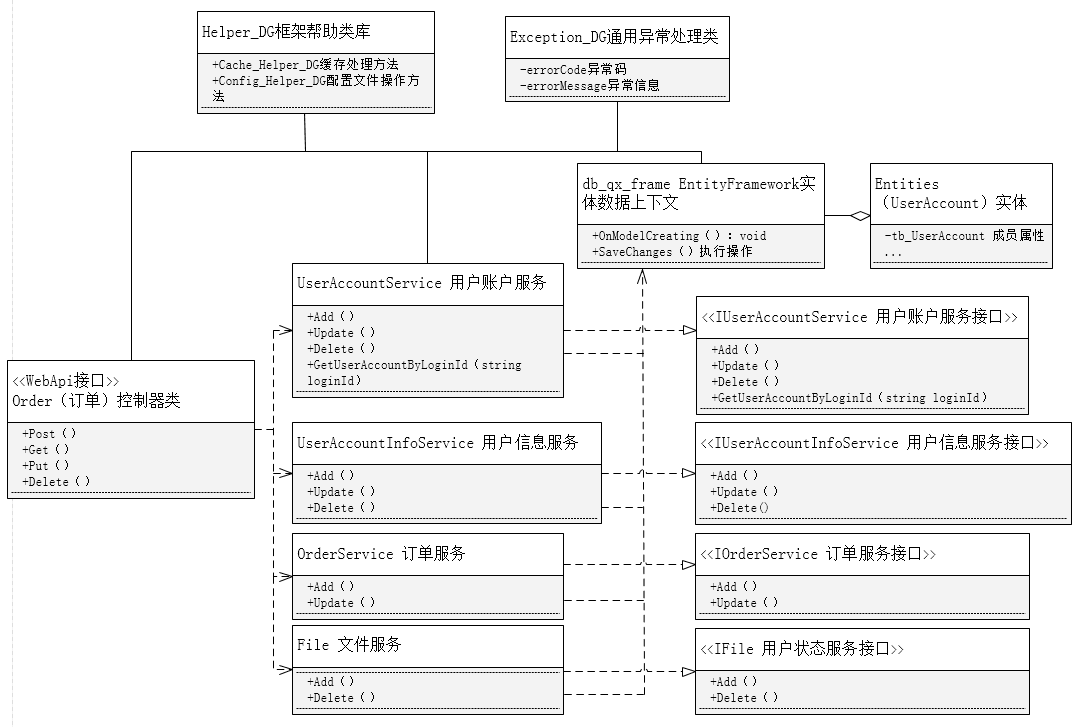 Helper_DG框架帮助类库
+Cache_Helper_DG缓存处理方法
+Config_Helper_DG配置文件操作方
法
Exception_DG通用异常处理类
-errorCode异常码
-errorMessage异常信息
db_qx_frame EntityFramework实
体数据上下文
+OnModelCreating（）：void
+SaveChanges（）执行操作
Entities
（UserAccount）实体
-tb_UserAccount 成员属性
...
<<WebApi接口>>
Order（订单）控制器类
+Post（）
+Get（）
+Put（）
+Delete（）
UserAccountService 用户账户服务
+Add（）
+Update（）
+Delete（）
+GetUserAccountByLoginId（string
loginId）
<<IUserAccountService 用户账户服务接口>>
+Add（）
+Update（）
+Delete（）
+GetUserAccountByLoginId（string loginId）
UserAccountInfoService 用户信息服务
+Add（）
+Update（）
+Delete（）
<<IUserAccountInfoService 用户信息服务接口>>
+Add（）
+Update（）
+Delete()
OrderService 订单服务
+Add（）
+Update（）
<<IOrderService 订单服务接口>>
+Add（）
+Update（）
File 文件服务
+Add（）
+Delete（）
<<IFile 用户状态服务接口>>
+Add（）
+Delete（）